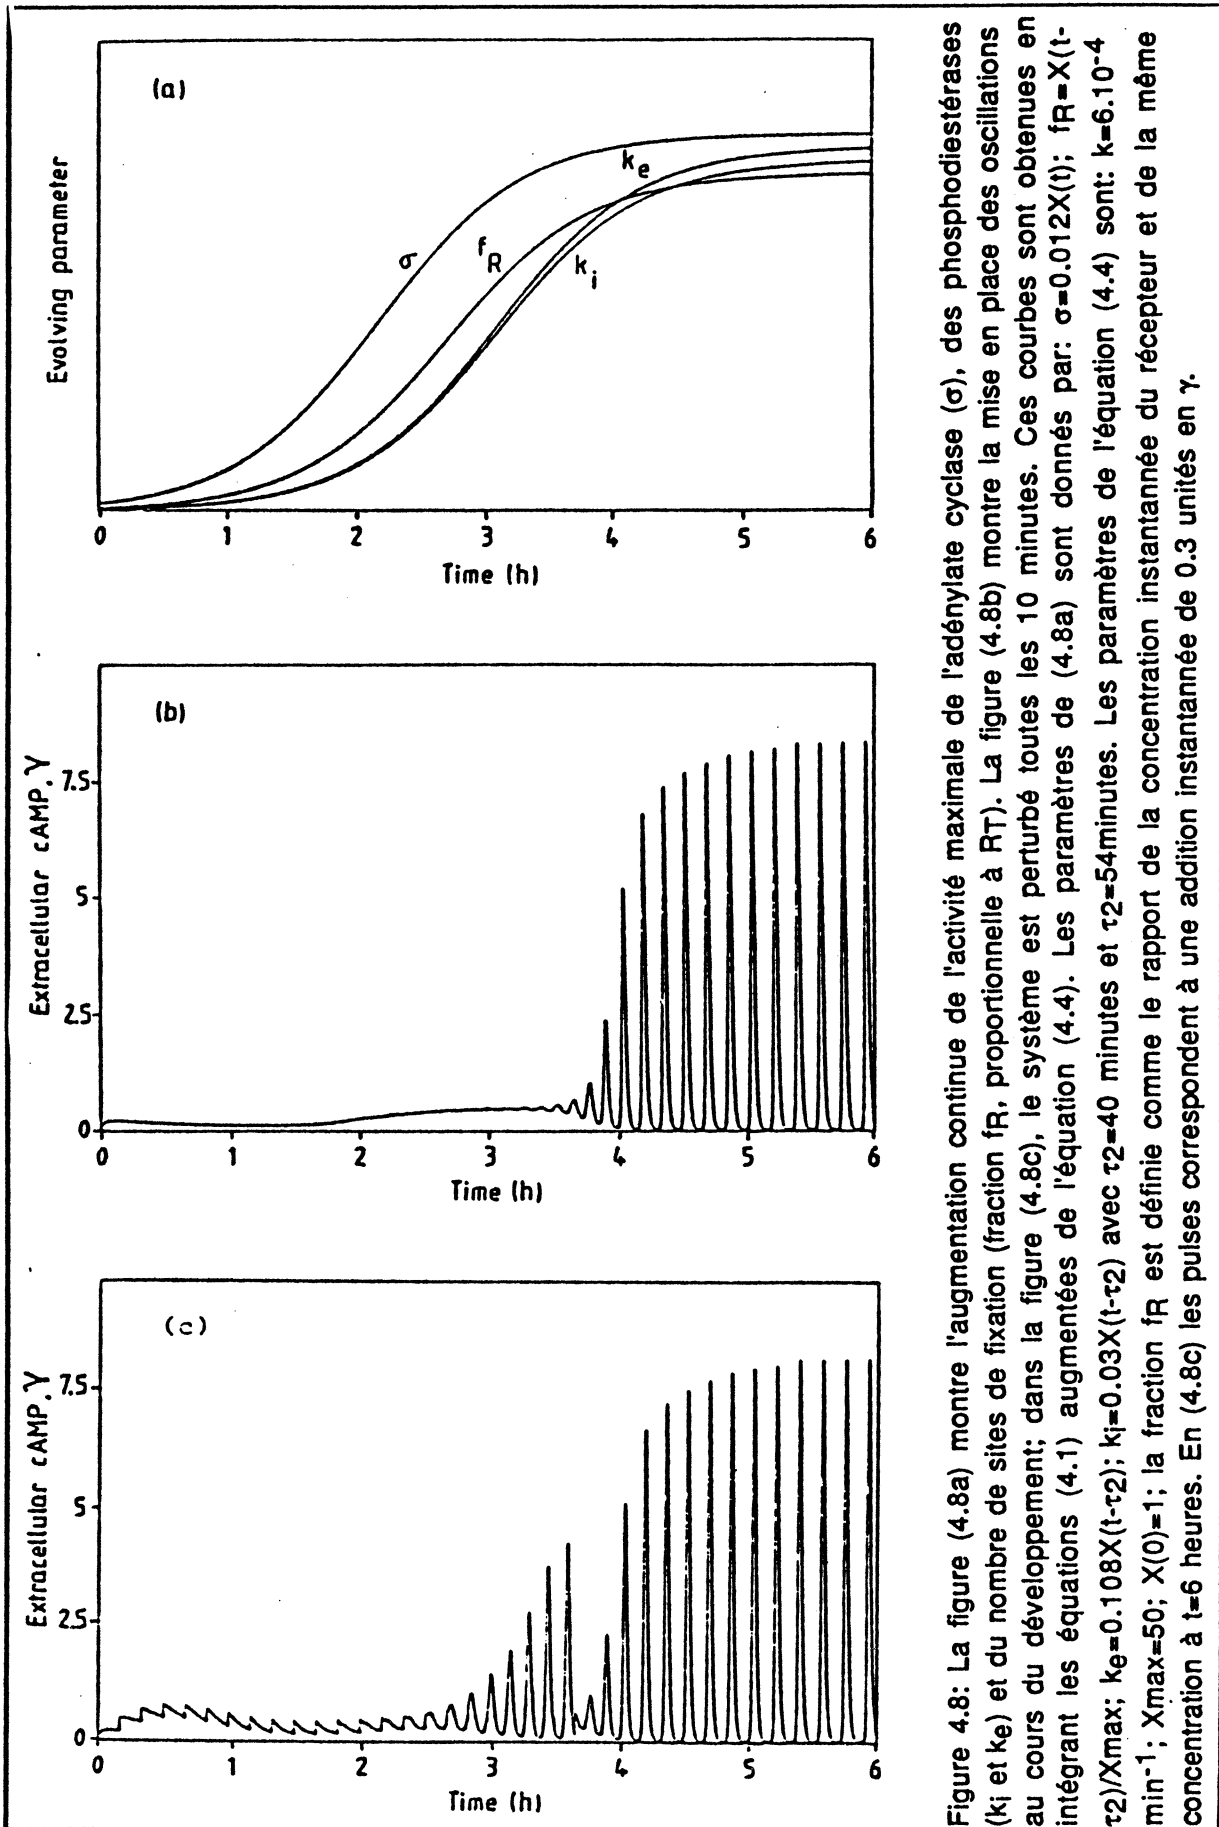 (a)
Evolving parameter
σ
fR
ke
ki
0 1 2 3 4 5 6
Time (h)
(b)
Extracellular cAMP, γ
7.5
5
2.5
0
0 1 2 3 4 5 6
Time (h)
(c)
Extracellular cAMP, γ
7.5
5
2.5
0
0 1 2 3 4 5 6
Time (h)
Figure 4.8: La figure (4.8a) montre l'augmentation continue de l'activité maximale de l'adénylate cyclase (σ), des phosphodiestérases
(ki et ke) et du nombre de sites de fixation (fraction fR, proportionnelle à RT). La figure (4.8b) montre la mise en place des oscillations
au cours du développement; dans la figure (4.8c), le système est perturbé toutes les 10 minutes. Ces courbes sont obtenues en
intégrant les équations (4.1) augmentées de l'équation (4.4). Les paramètres de (4.8a) sont donnés par: σ=0.012X(t); fR=X(t-
τ2)/Xmax; ke=0.108X(t-τ2); ki=0.03X(t-τ2) avec τ2=40 minutes et τ2=54minutes. Les paramètres de l'équation (4.4) sont: k=6.10-4
min-1; Xmax=50; X(0)=1; la fraction fR est définie comme le rapport de la concentration instantannée du récepteur et de la même
concentration à t=6 heures. En (4.8c) les pulses correspondent à une addition instantannée de 0.3 unités en γ.